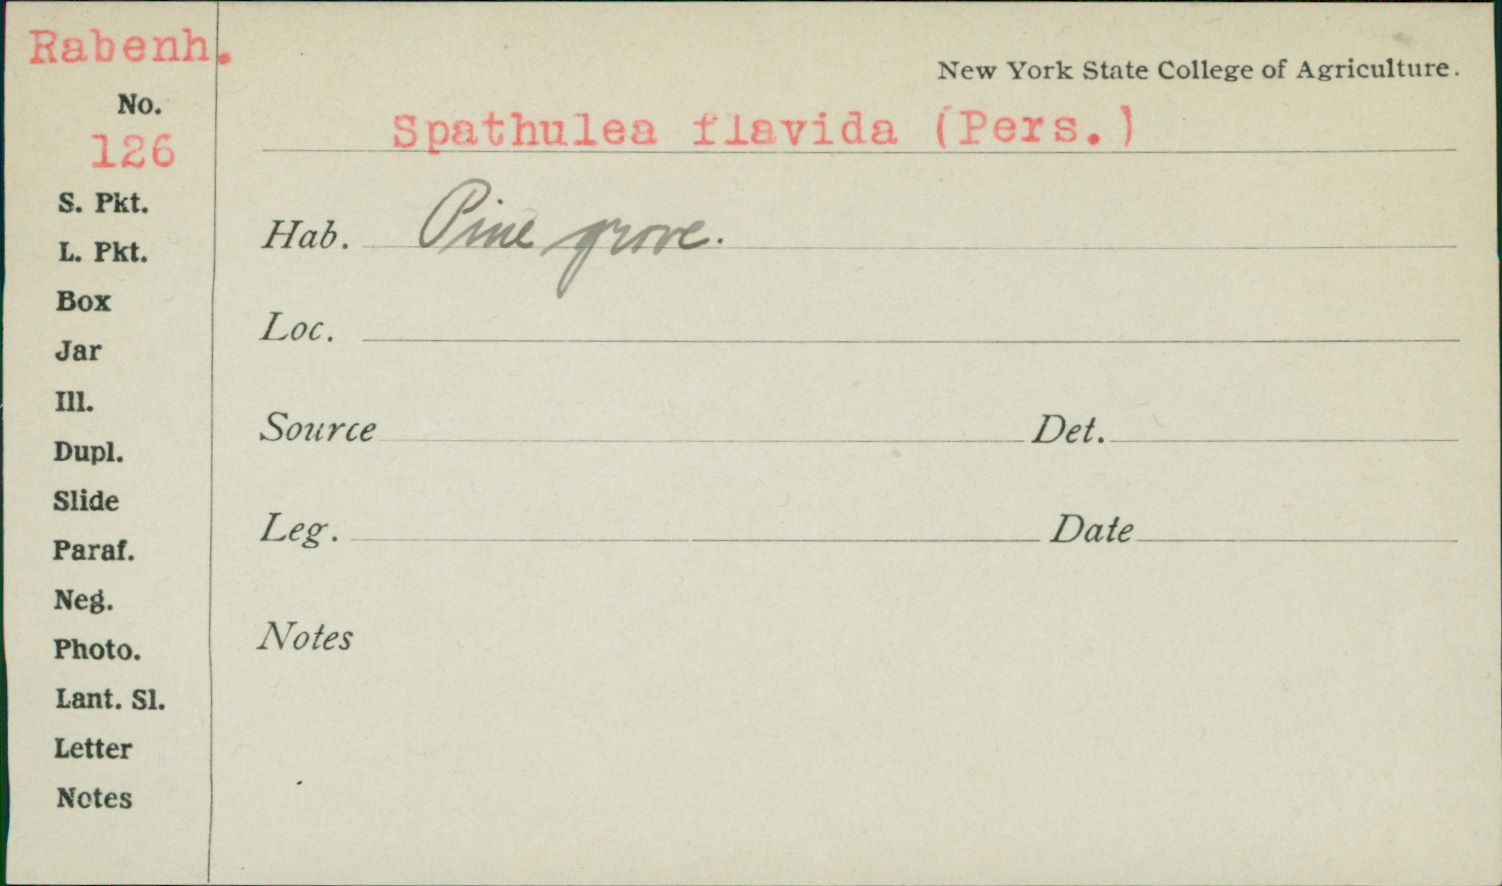 Rabenh.
No.
126
S. Pkt.
L. Pkt.
Box
Jar
Ill.
Dupl.
Slide
Paraf.
Neg.
Photo.
Lant. Sl.
Letter
Notes
New York State College of Agriculture.
Spathulea flavida (Pers.)
Hab. Pine grove.
Loc.
Source Det.
Leg. Date
Notes